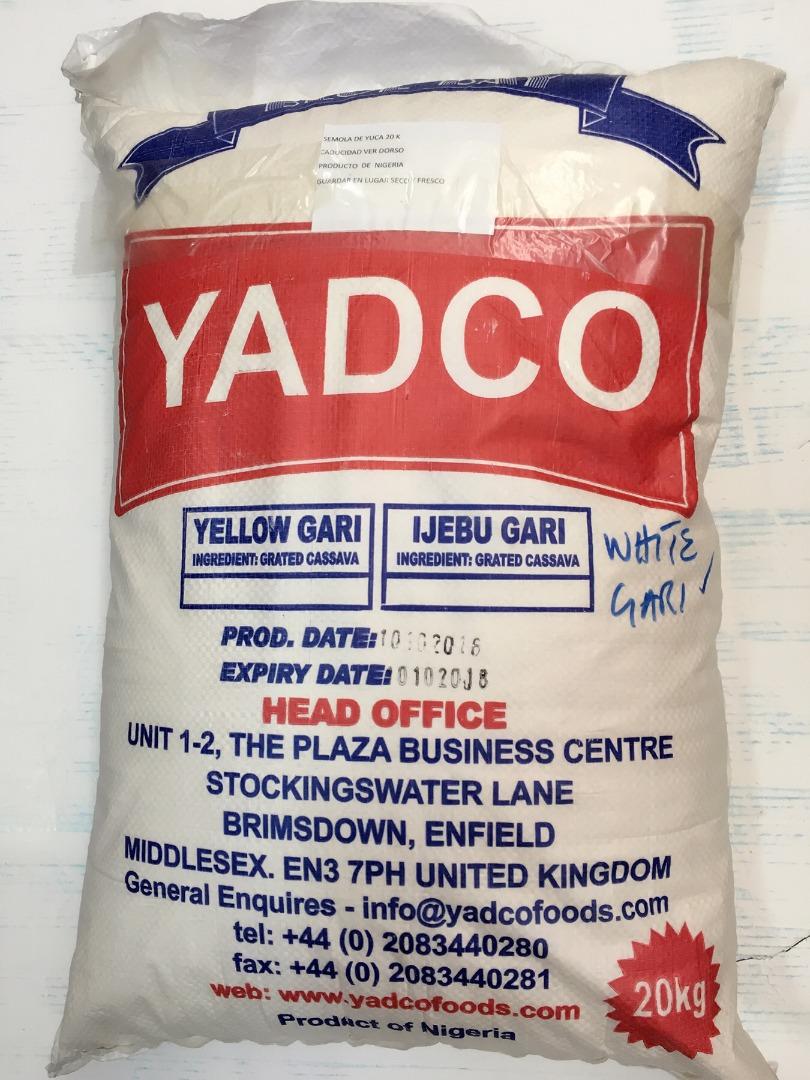 SEMOLA DE YUCA 20 K
CADUCIDAD VER DORSO
PRODUCTO DE NIGERIA
GUARDAR EN LUGAR SECO Y FRESCO
YADCO
YELLOW GARI
INGREDIENT: GRATED CASSAVA
IJEBU GARI
INGREDIENT: GRATED CASSAVA
WHITE
GARI ✓
PROD. DATE:
EXPIRY DATE:
HEAD OFFICE
UNIT 1-2, THE PLAZA BUSINESS CENTRE
STOCKINGSWATER LANE
BRIMSDOWN, ENFIELD
MIDDLESEX. EN3 7PH UNITED KINGDOM
General Enquires - info@yadcofoods.com
tel: +44 (0) 2083440280
fax: +44 (0) 2083440281
web: www.yadcofoods.com
Product of Nigeria
20kg